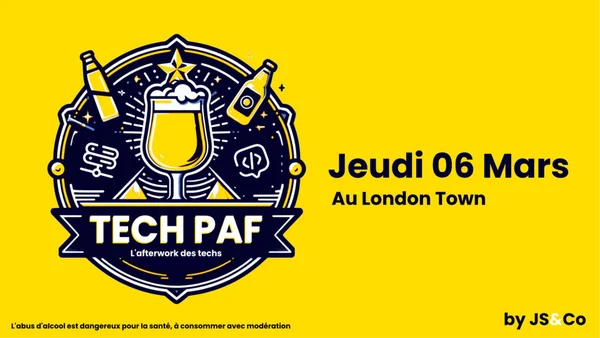 Jeudi 06 Mars
Au London Town
TECH PAF
L'afterwork des techs
L'abus d'alcool est dangereux pour la santé, à consommer avec modération
by JS&Co